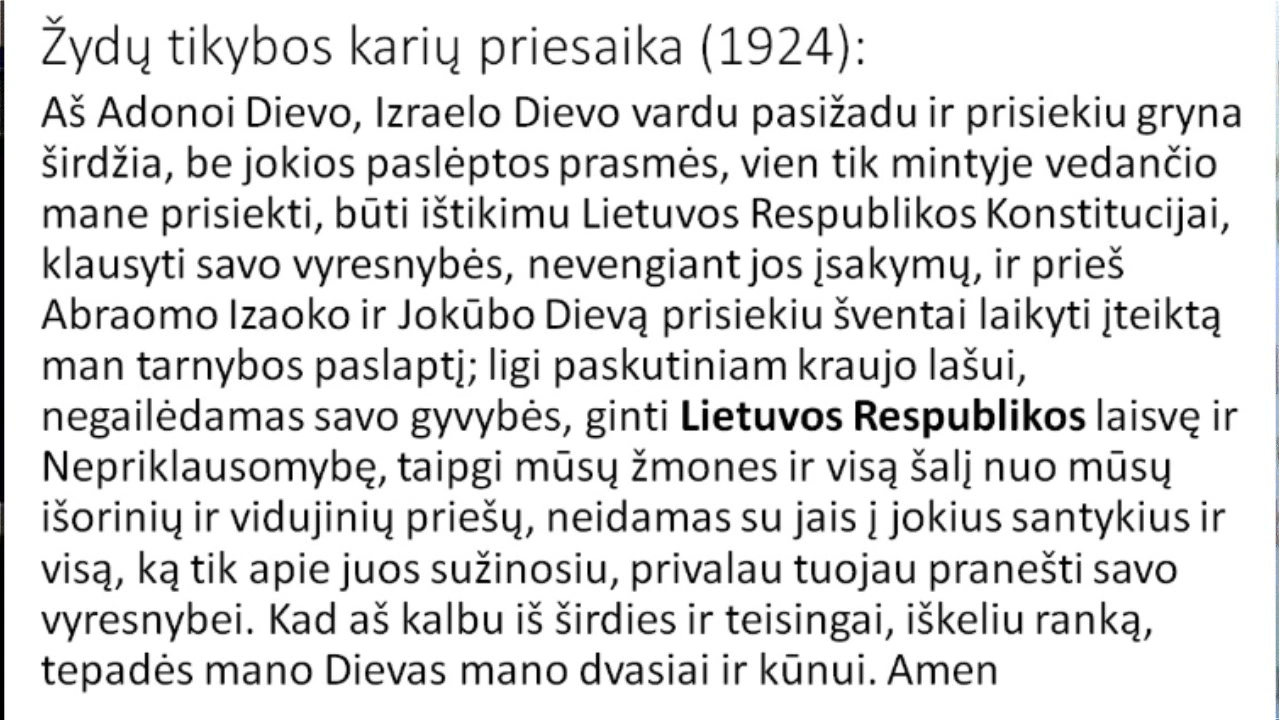 Žydų tikybos karių priesaika (1924):
Aš Adonoi Dievo, Izraelo Dievo vardu pasižadu ir prisiekiu gryna
širdžia, be jokios paslėptos prasmės, vien tik mintyje vedančio
mane prisiekti, būti ištikimu Lietuvos Respublikos Konstitucijai,
klausyti savo vyresnybės, nevengiant jos įsakymų, ir prieš
Abraomo Izaoko ir Jokūbo Dievą prisiekiu šventai laikyti įteiktą
man tarnybos paslaptį; ligi paskutiniam kraujo lašui,
negailėdamas savo gyvybės, ginti Lietuvos Respublikos laisvę ir
Nepriklausomybę, taipgi mūsų žmones ir visą šalį nuo mūsų
išorinių ir vidujinių priešų, neidamas su jais į jokius santykius ir
visą, ką tik apie juos sužinosiu, privalau tuojau pranešti savo
vyresnybei. Kad aš kalbu iš širdies ir teisingai, iškeliu ranką,
tepadės mano Dievas mano dvasiai ir kūnui. Amen